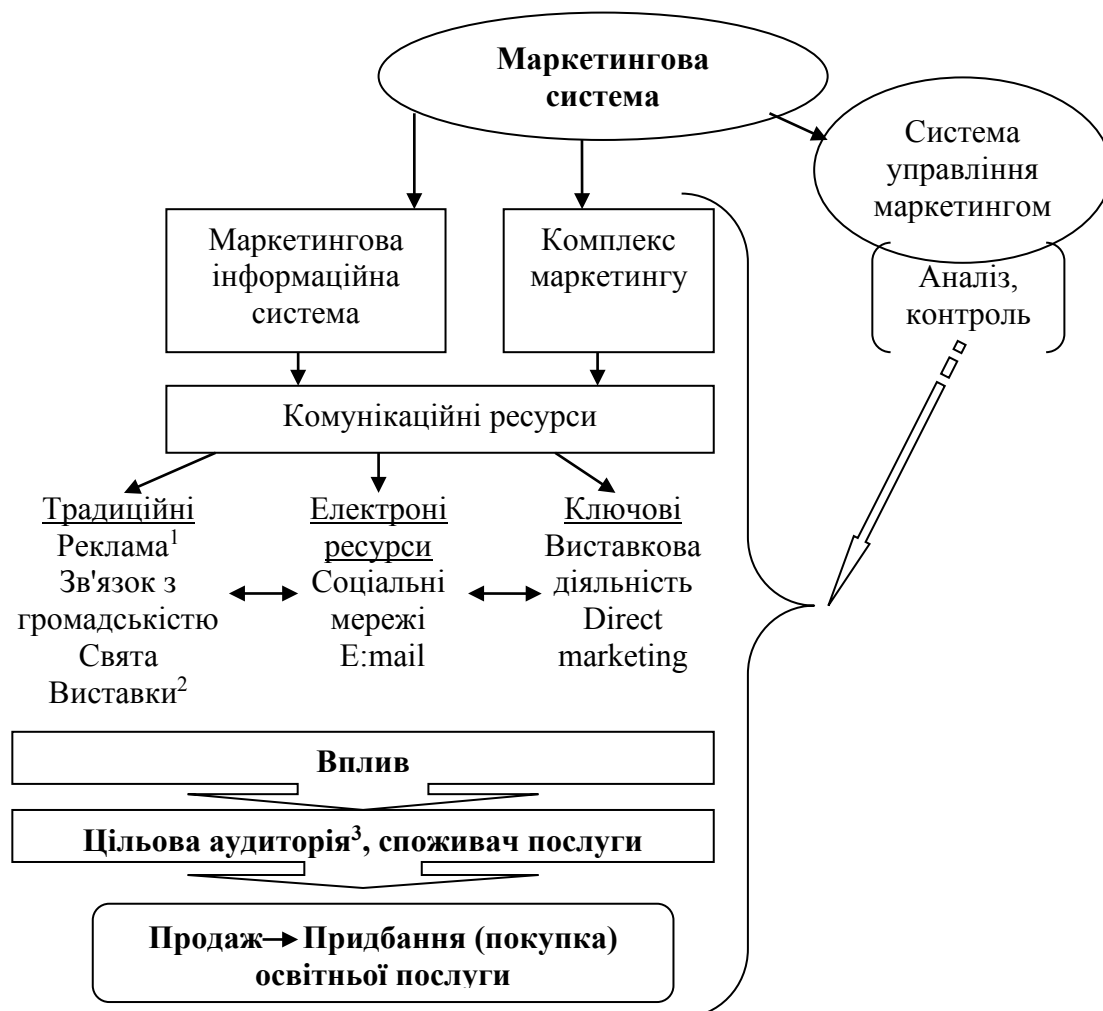 Маркетингова
система
Система
управління
маркетингом
Аналіз,
контроль
Маркетингова
інформаційна
система
Комплекс
маркетингу
Комунікаційні ресурси
Традиційні
Реклама¹
Зв'язок з
громадськістю
Свята
Виставки²
Електроні
ресурси
Соціальні
мережі
E:mail
Ключові
Виставкова
діяльність
Direct
marketing
Вплив
Цільова аудиторія³, споживач послуги
Продаж→ Придбання (покупка)
освітньої послуги